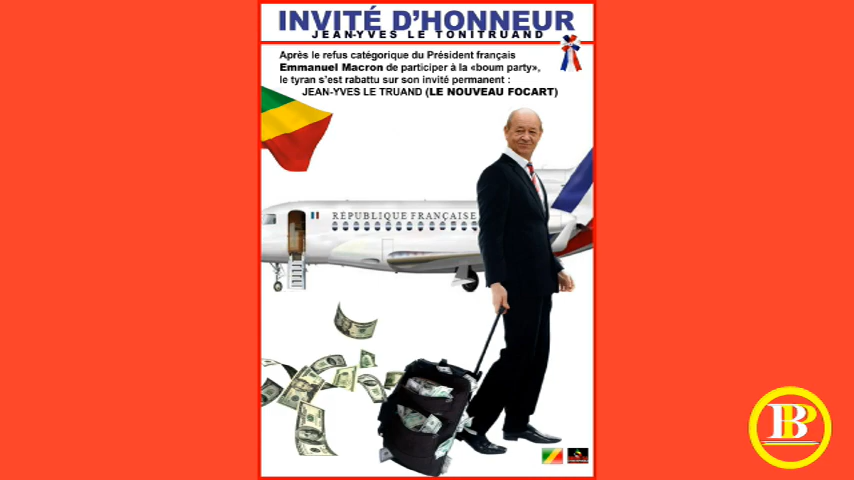 INVITÉ D'HONNEUR
JEAN-YVES LE TONITRUAND
Après le refus catégorique du Président français
Emmanuel Macron de participer à la «boum party»,
le tyran s'est rabattu sur son invité permanent :
JEAN-YVES LE TRUAND (LE NOUVEAU FOCART)
RÉPUBLIQUE FRANÇAISE
BP